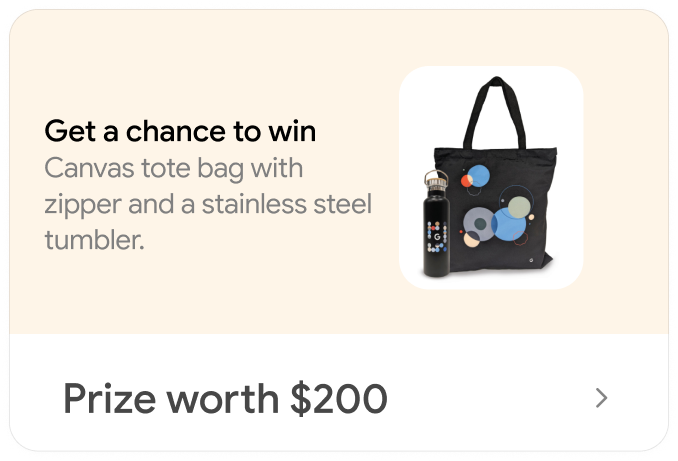 Get a chance to win
Canvas tote bag with
zipper and a stainless steel
tumbler.
G
Prize worth $200